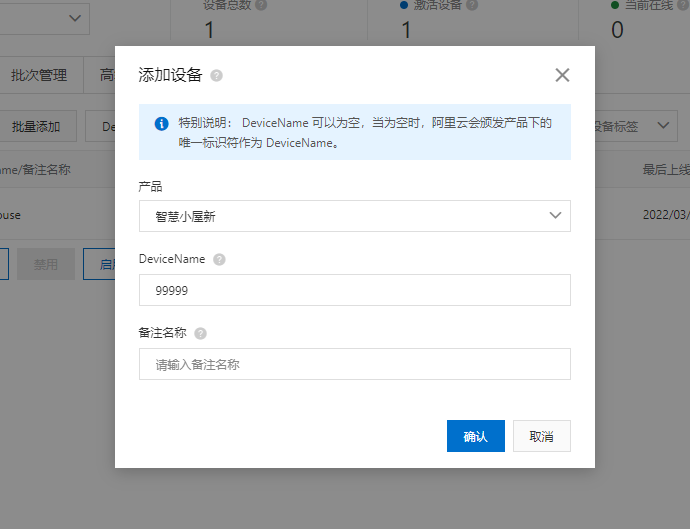 设备总数
激活设备
当前在线
1
1
0
批次管理
高
批量添加
De
设备标签
ame/备注名称
最后上线
ouse
2022/03/
禁用
启用
添加设备
特别说明： DeviceName 可以为空，当为空时，阿里云会颁发产品下的
唯一标识符作为 DeviceName。
产品
智慧小屋新
DeviceName
99999
备注名称
请输入备注名称
确认
取消